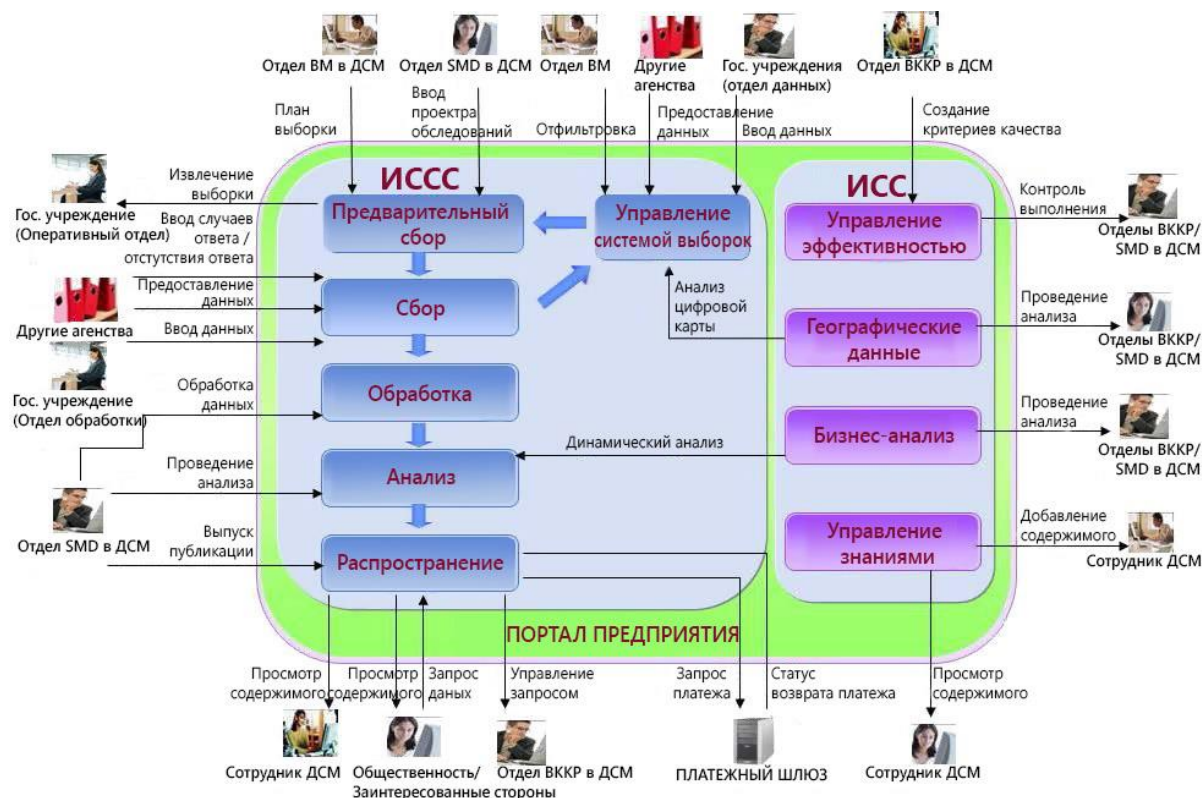 Отдел ВМ в ДСМ
Отдел SMD в ДСМ
Отдел ВМ
Другие
агенства
Гос. учреждения
(отдел данных)
Отдел ВККР в ДСМ
План
выборки
Ввод
проектра
обследований
Отфильтровка
Предоставление
данных
Ввод данных
Создание
критериев качества
Извлечение
выборки
Гос. учреждение
(Оперативный отдел)
Ввод случаев
ответа /
отстутствия ответа
Предоставление
данных
Другие агенства
Ввод данных
Гос. учреждение
(Отдел обработки)
Обработка
данных
Проведение
анализа
Отдел SMD в ДСМ
Выпуск
публикации
ИССС
Предварительный
сбор
Управление
системой выборок
Сбор
Анализ
цифровой
карты
Обработка
Динамический анализ
Анализ
Распространение
ИСС
Управление
эффективностью
Географические
данные
Бизнес-анализ
Управление
знаниями
Контроль
выполнения
Отделы ВККР/
SMD в ДСМ
Проведение
анализа
Отделы ВККР/
SMD в ДСМ
Проведение
анализа
Отделы ВККР/
SMD в ДСМ
Добавление
содержимого
Сотрудник ДСМ
ПОРТАЛ ПРЕДПРИЯТИЯ
Просмотр
содержимого
Просмотр
содержимого
Запрос
даных
Управление
запросом
Запрос
платежа
Статус
возврата платежа
Просмотр
содержимого
Сотрудник ДСМ
Общественность/
Заинтересованные стороны
Отдел ВККР в ДСМ
ПЛАТЕЖНЫЙ ШЛЮЗ
Сотрудник ДСМ